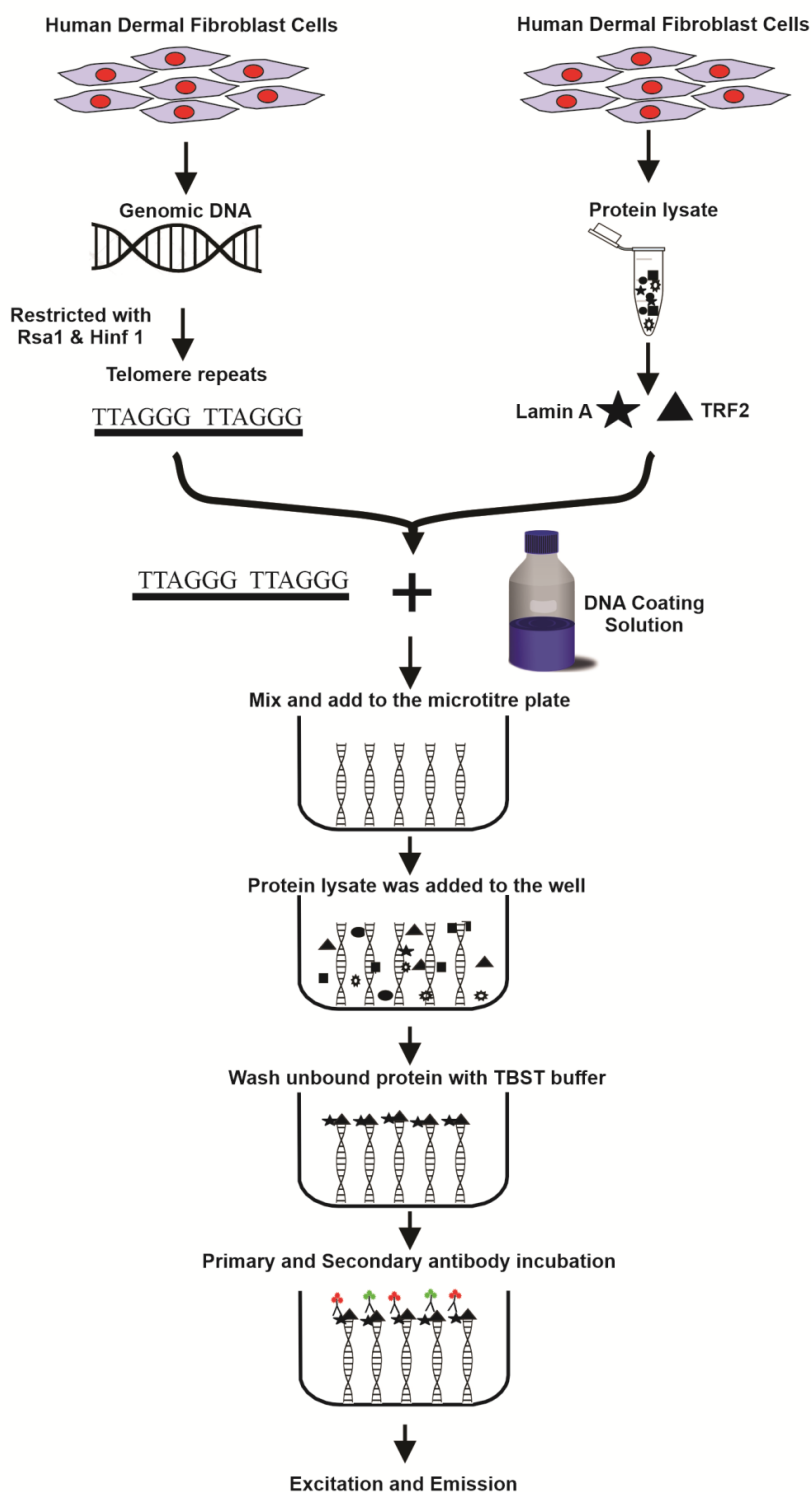 Human Dermal Fibroblast Cells
Human Dermal Fibroblast Cells
Genomic DNA
Protein lysate
Restricted with
Rsa1 & Hinf 1
Telomere repeats
TTAGGG TTAGGG
Lamin A
TRF2
TTAGGG TTAGGG
+
DNA Coating
Solution
Mix and add to the microtitre plate
Protein lysate was added to the well
Wash unbound protein with TBST buffer
Primary and Secondary antibody incubation
Excitation and Emission